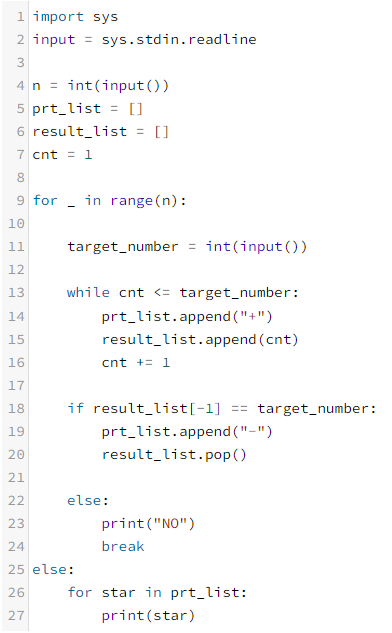 1 import sys
2 input = sys.stdin.readline
3
4 n = int(input())
5 prt_list = []
6 result_list = []
7 cnt = 1
8
9 for _ in range(n):
10
11     target_number = int(input())
12
13     while cnt <= target_number:
14         prt_list.append("+")
15         result_list.append(cnt)
16         cnt += 1
17
18     if result_list[-1] == target_number:
19         prt_list.append("-")
20         result_list.pop()
21
22     else:
23         print("NO")
24         break
25 else:
26     for star in prt_list:
27         print(star)